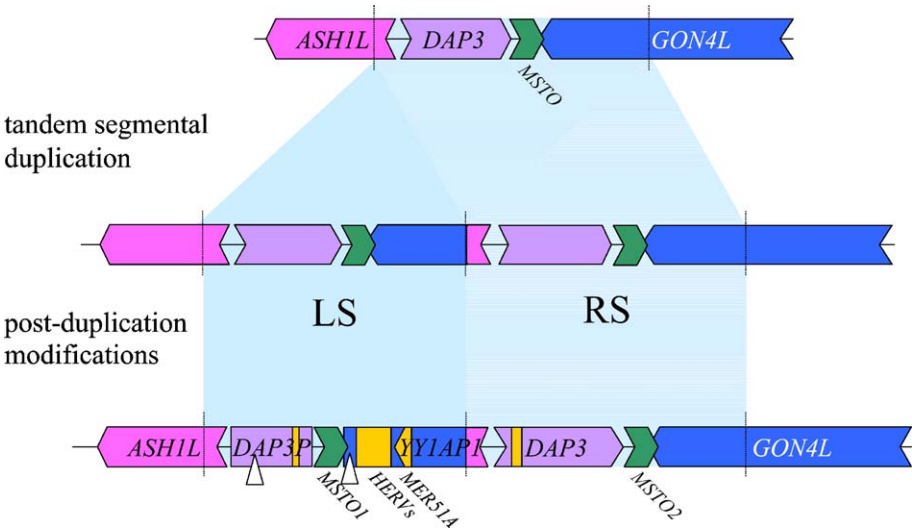 ASH1L DAP3 GON4L
MSTO
tandem segmental
duplication
LS RS
post-duplication
modifications
ASH1L DAP3P YY1AP1 DAP3 GON4L
MSTO1 HERVs MER51A MSTO2